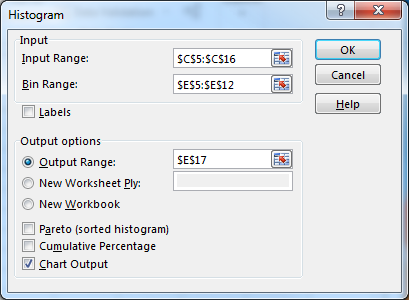 Histogram
Input
Input Range: $C$5:$C$16
Bin Range: $E$5:$E$12
Labels
OK
Cancel
Help
Output options
Output Range: $E$17
New Worksheet Ply:
New Workbook
Pareto (sorted histogram)
Cumulative Percentage
Chart Output